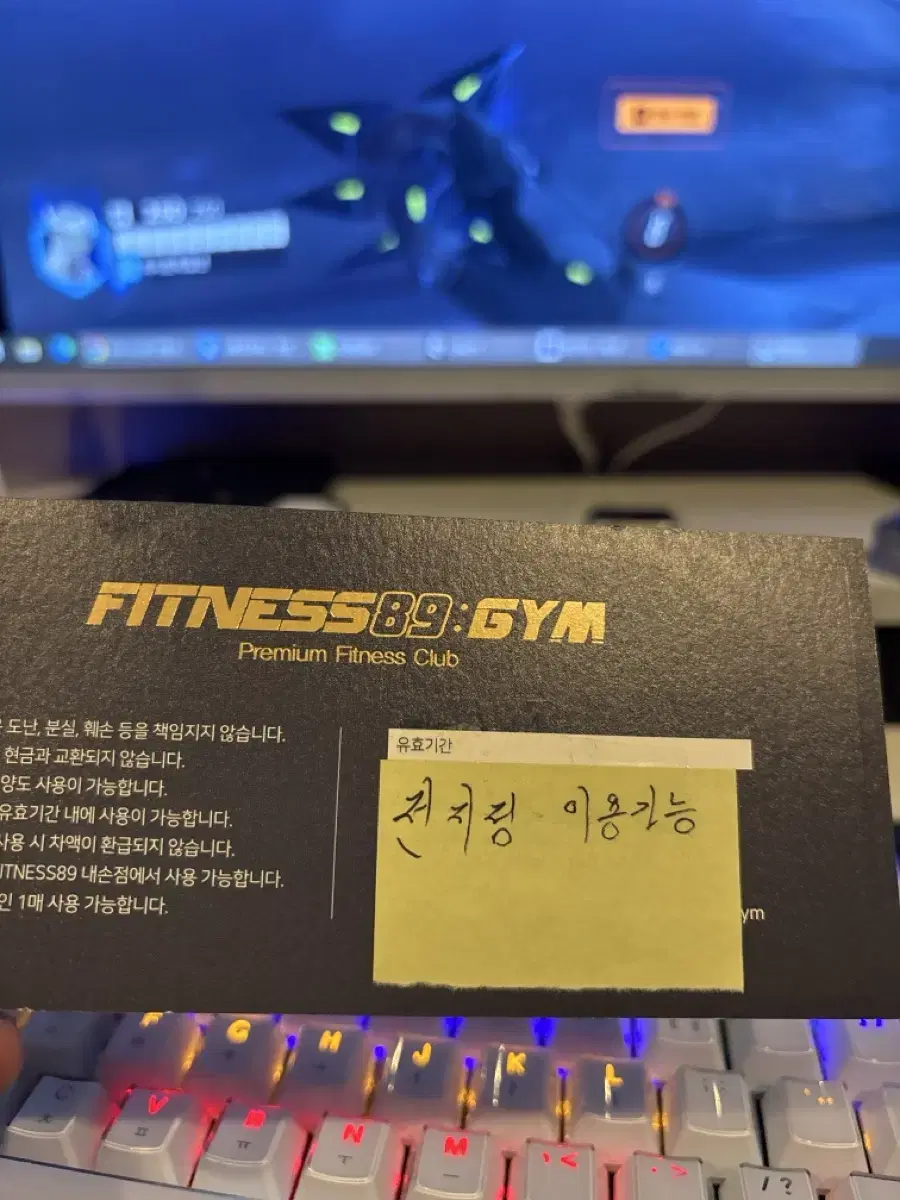 FITNESS89:GYM
Premium Fitness Club
도난, 분실, 훼손 등을 책임지지 않습니다.
현금과 교환되지 않습니다.
양도 사용이 가능합니다.
유효기간 내에 사용이 가능합니다.
사용 시 차액이 환급되지 않습니다.
ITNESS89 내손점에서 사용 가능합니다.
인 1매 사용 가능합니다.
유효기간
전지점 이용가능
ym
F G H J K L
V B N M , < . > / ?